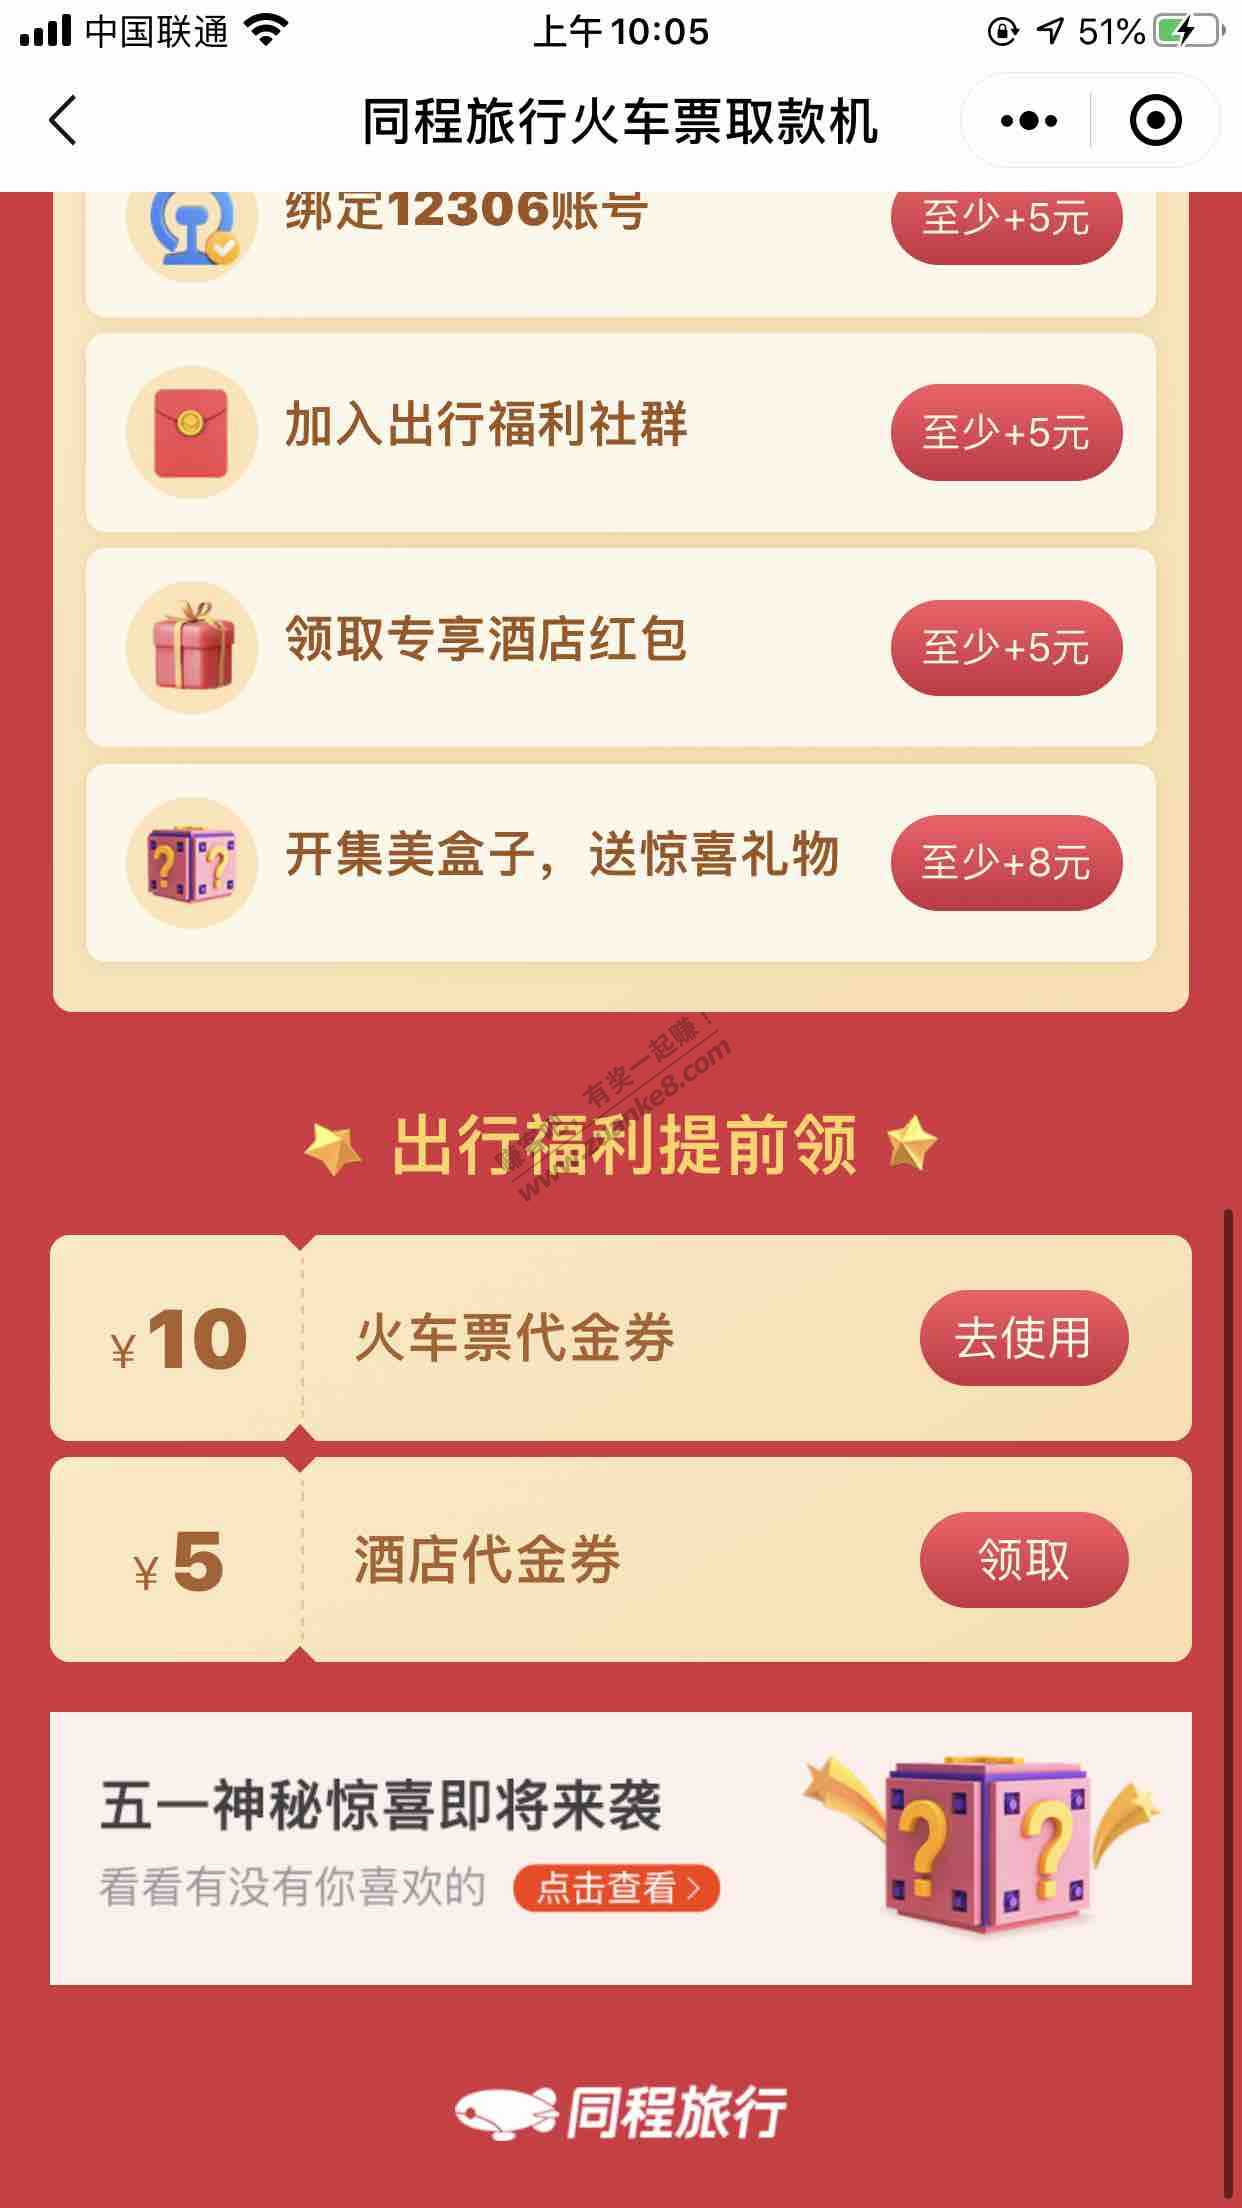 中国联通
上午10:05
51%
同程旅行火车票取款机
绑定12306账号
至少+5元
加入出行福利社群
至少+5元
领取专享酒店红包
至少+5元
开集美盒子，送惊喜礼物
至少+8元
有奖一起赚！
www.zuanke8.com
出行福利提前领
¥10
火车票代金券
去使用
¥5
酒店代金券
领取
五一神秘惊喜即将来袭
看看有没有你喜欢的
点击查看>
同程旅行